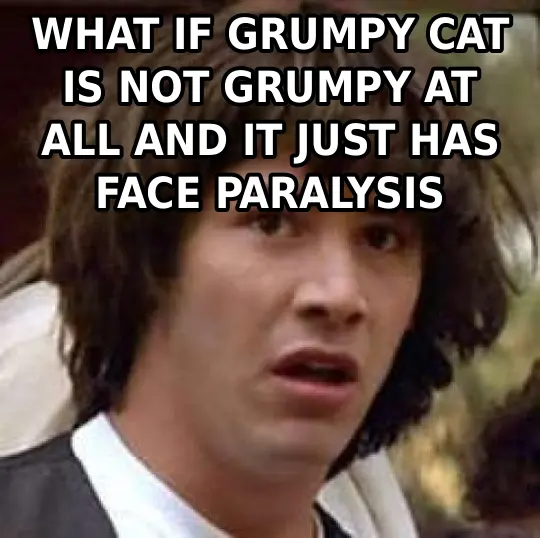 WHAT IF GRUMPY CAT
IS NOT GRUMPY AT
ALL AND IT JUST HAS
FACE PARALYSIS